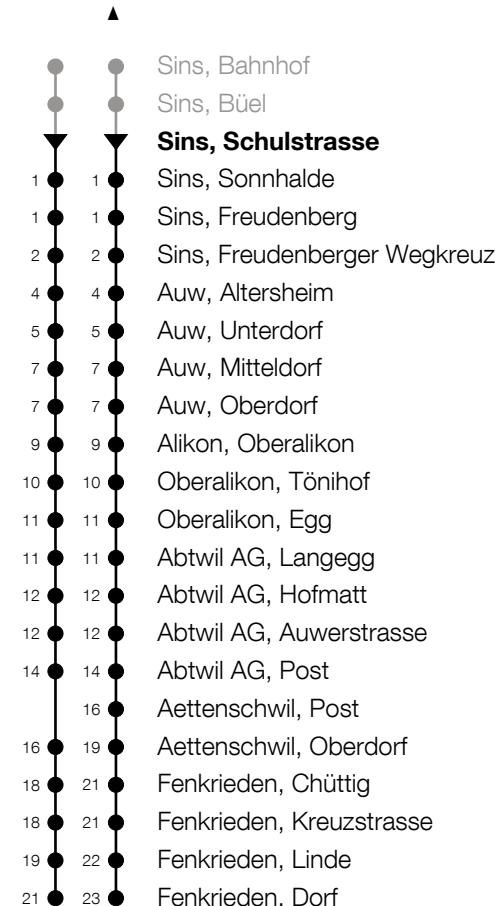 Sins, Bahnhof
Sins, Büel
Sins, Schulstrasse
1 1 Sins, Sonnhalde
1 1 Sins, Freudenberg
2 2 Sins, Freudenberger Wegkreuz
4 4 Auw, Altersheim
5 5 Auw, Unterdorf
7 7 Auw, Mitteldorf
7 7 Auw, Oberdorf
9 9 Alikon, Oberalikon
10 10 Oberalikon, Tönihof
11 11 Oberalikon, Egg
11 11 Abtwil AG, Langegg
12 12 Abtwil AG, Hofmatt
12 12 Abtwil AG, Auwerstrasse
14 14 Abtwil AG, Post
16 Aettenschwil, Post
16 19 Aettenschwil, Oberdorf
18 21 Fenkrieden, Chüttig
18 21 Fenkrieden, Kreuzstrasse
19 22 Fenkrieden, Linde
21 23 Fenkrieden, Dorf